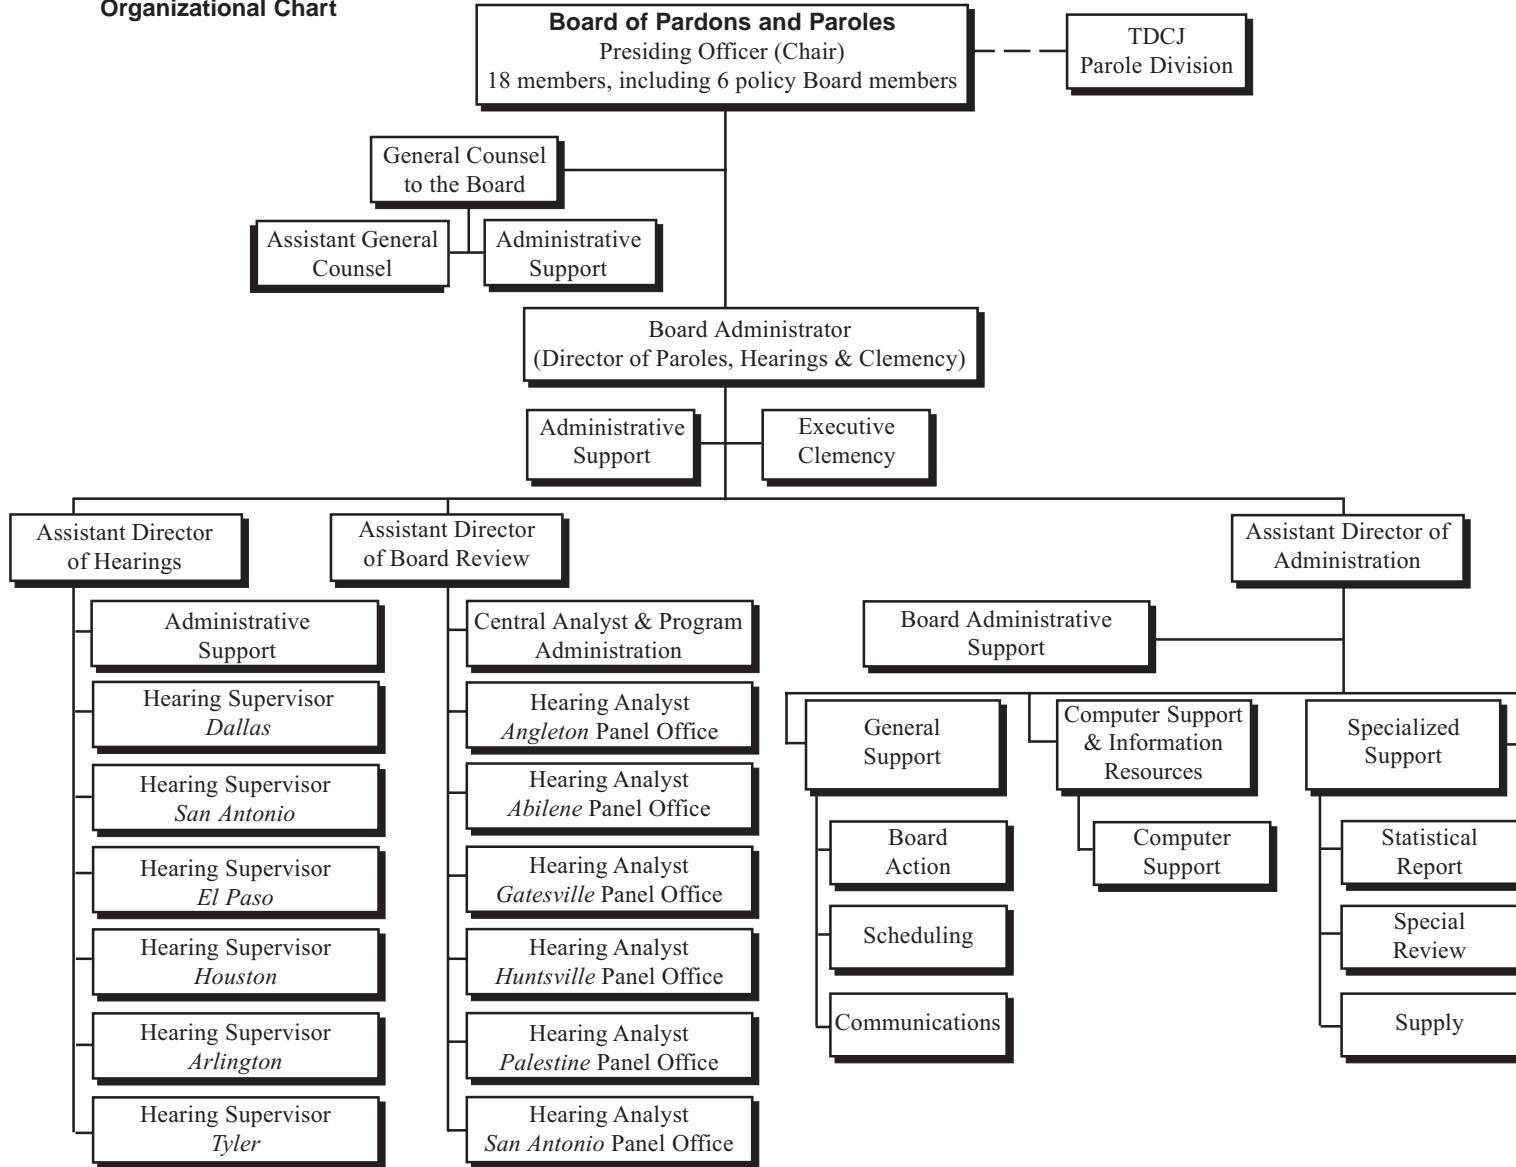 Organizational Chart
Board of Pardons and Paroles
Presiding Officer (Chair)
18 members, including 6 policy Board members
TDCJ
Parole Division
General Counsel
to the Board
Assistant General
Counsel
Administrative
Support
Board Administrator
(Director of Paroles, Hearings & Clemency)
Administrative
Support
Executive
Clemency
Assistant Director
of Hearings
Administrative
Support
Hearing Supervisor
Dallas
Hearing Supervisor
San Antonio
Hearing Supervisor
El Paso
Hearing Supervisor
Houston
Hearing Supervisor
Arlington
Hearing Supervisor
Tyler
Assistant Director
of Board Review
Central Analyst & Program
Administration
Hearing Analyst
Angleton Panel Office
Hearing Analyst
Abilene Panel Office
Hearing Analyst
Gatesville Panel Office
Hearing Analyst
Huntsville Panel Office
Hearing Analyst
Palestine Panel Office
Hearing Analyst
San Antonio Panel Office
Assistant Director of
Administration
Board Administrative
Support
General
Support
Board
Action
Scheduling
Communications
Computer Support
& Information
Resources
Computer
Support
Specialized
Support
Statistical
Report
Special
Review
Supply